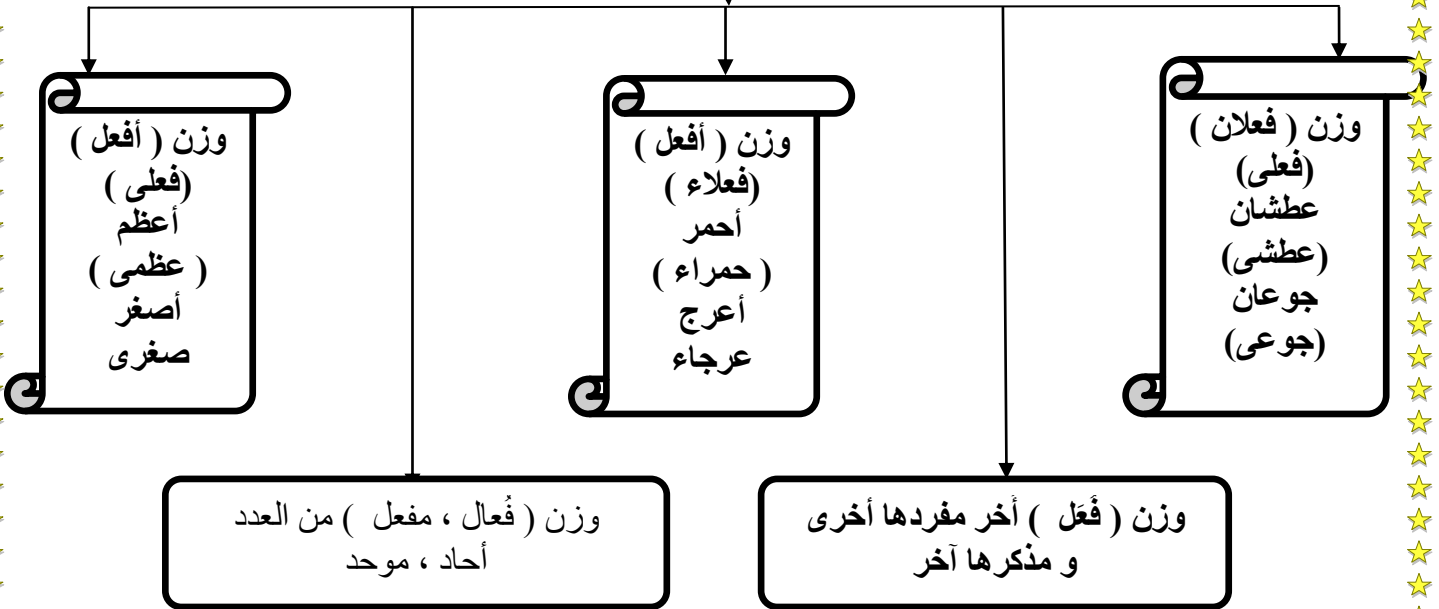 وزن ( فعلان )
(فعلى)
عطشان
(عطشى)
جوعان
(جوعى)
وزن ( أفعل )
(فعلاء )
أحمر
( حمراء )
أعرج
عرجاء
وزن ( أفعل )
(فعلى )
أعظم
( عظمى )
أصغر
صغرى
وزن ( فُعَل ) أُخر مفردها أخرى
و مذكرها آخر
وزن ( فُعال ، مفعل ) من العدد
أحاد ، موحد